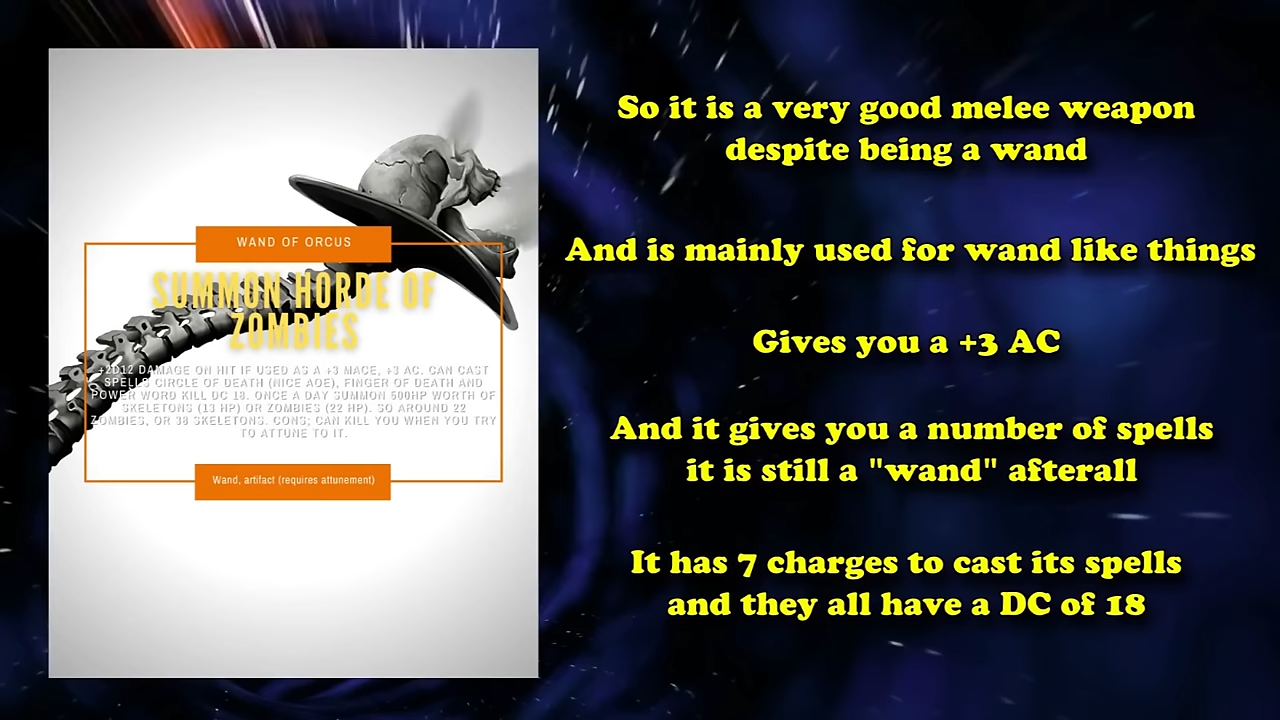 WAND OF ORCUS
SUMMON HORDE OF
ZOMBIES
+2D12 DAMAGE ON HIT IF USED AS A +3 MACE, +3 AC. CAN CAST
SPELLS CIRCLE OF DEATH (NICE AOE), FINGER OF DEATH AND
POWER WORD KILL DC 18. ONCE A DAY SUMMON 500HP WORTH OF
SKELETONS (13 HP) OR ZOMBIES (22 HP). SO AROUND 22
ZOMBIES, OR 38 SKELETONS. CONS; CAN KILL YOU WHEN YOU TRY
TO ATTUNE TO IT.
Wand, artifact (requires attunement)
So it is a very good melee weapon
despite being a wand
And is mainly used for wand like things
Gives you a +3 AC
And it gives you a number of spells
it is still a "wand" afterall
It has 7 charges to cast its spells
and they all have a DC of 18